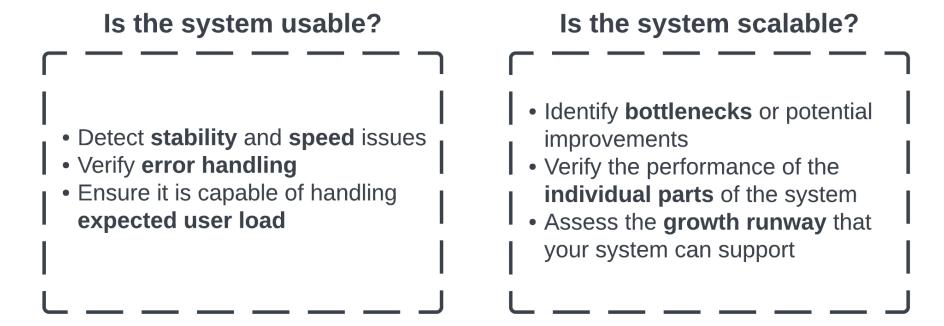 Is the system usable?
• Detect stability and speed issues
• Verify error handling
• Ensure it is capable of handling
expected user load
Is the system scalable?
• Identify bottlenecks or potential
improvements
• Verify the performance of the
individual parts of the system
• Assess the growth runway that
your system can support